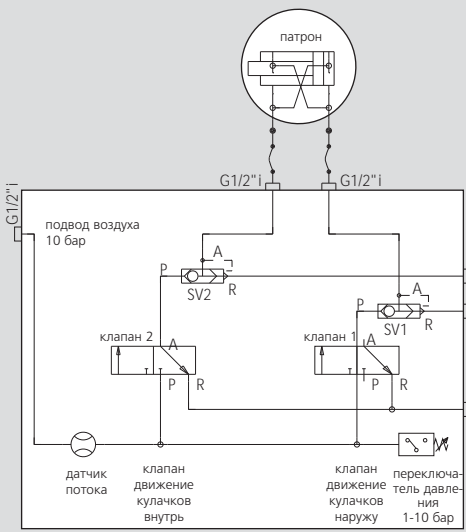 патрон
G1/2"i
G1/2"i
G1/2"i
подвод воздуха
10 бар
A
P
R
SV2
A
P
R
SV1
клапан 2
A
P
R
клапан 1
A
P
R
датчик
потока
клапан
движение
кулачков
внутрь
клапан
движение
кулачков
наружу
переключа-
тель давле-
ния
1-10 бар